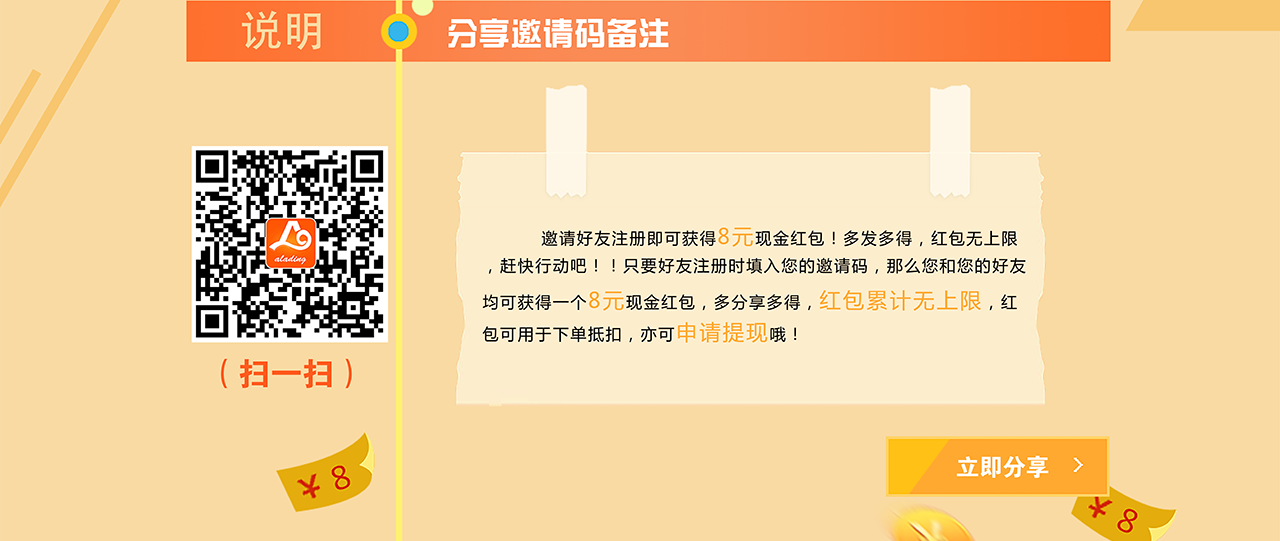 说明
分享邀请码备注
alading
邀请好友注册即可获得8元现金红包！多发多得，红包无上限
，赶快行动吧！！只要好友注册时填入您的邀请码，那么您和您的好友
均可获得一个8元现金红包，多分享多得，红包累计无上限，红
包可用于下单抵扣，亦可申请提现哦！
（扫一扫）
¥ 8
立即分享 >
¥ 8